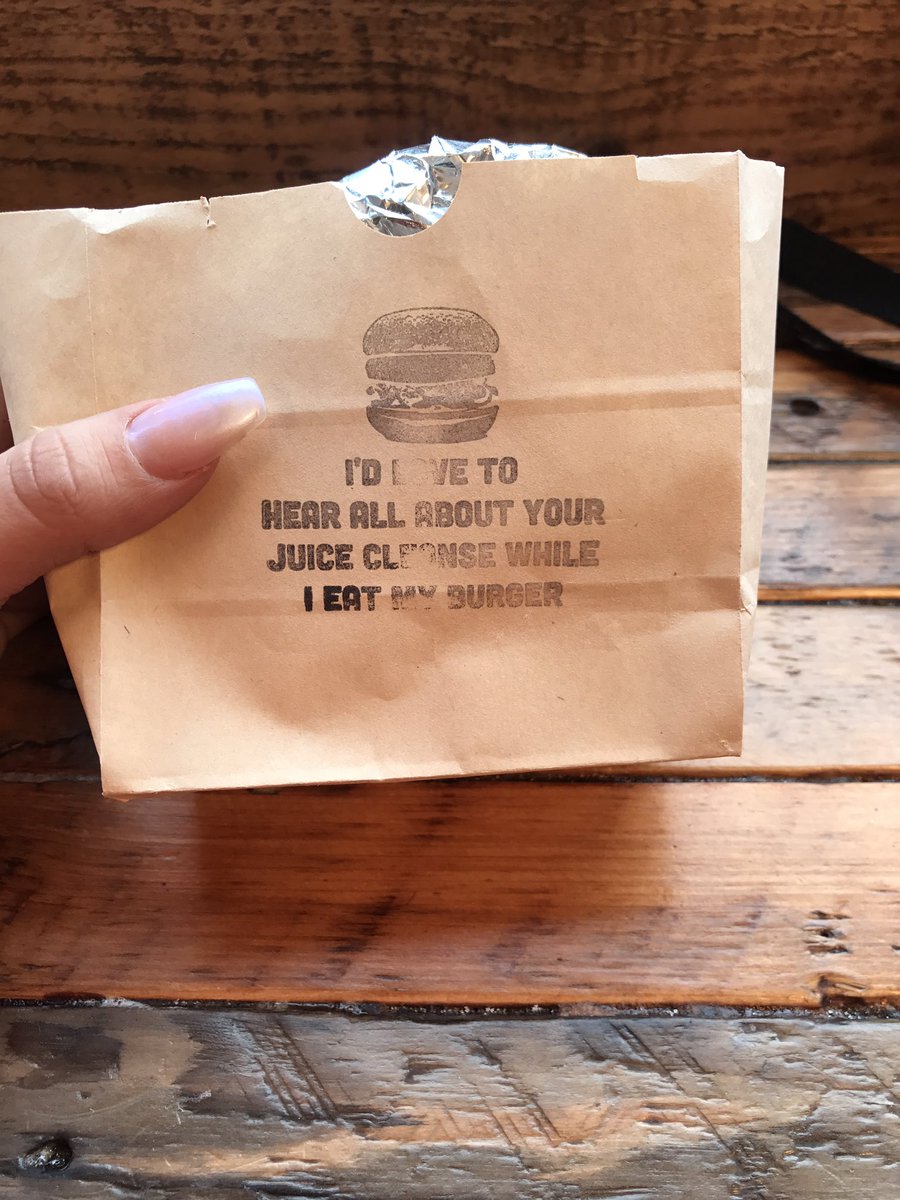 I'D LOVE TO
HEAR ALL ABOUT YOUR
JUICE CLEANSE WHILE
I EAT MY BURGER